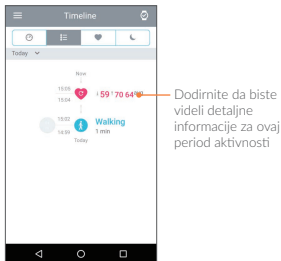 Timeline
Today
Now
15:05
15:04
59 70 64
15:02
14:59
Walking
1 min
Today
Dodirnite da biste
videli detaljne
informacije za ovaj
period aktivnosti